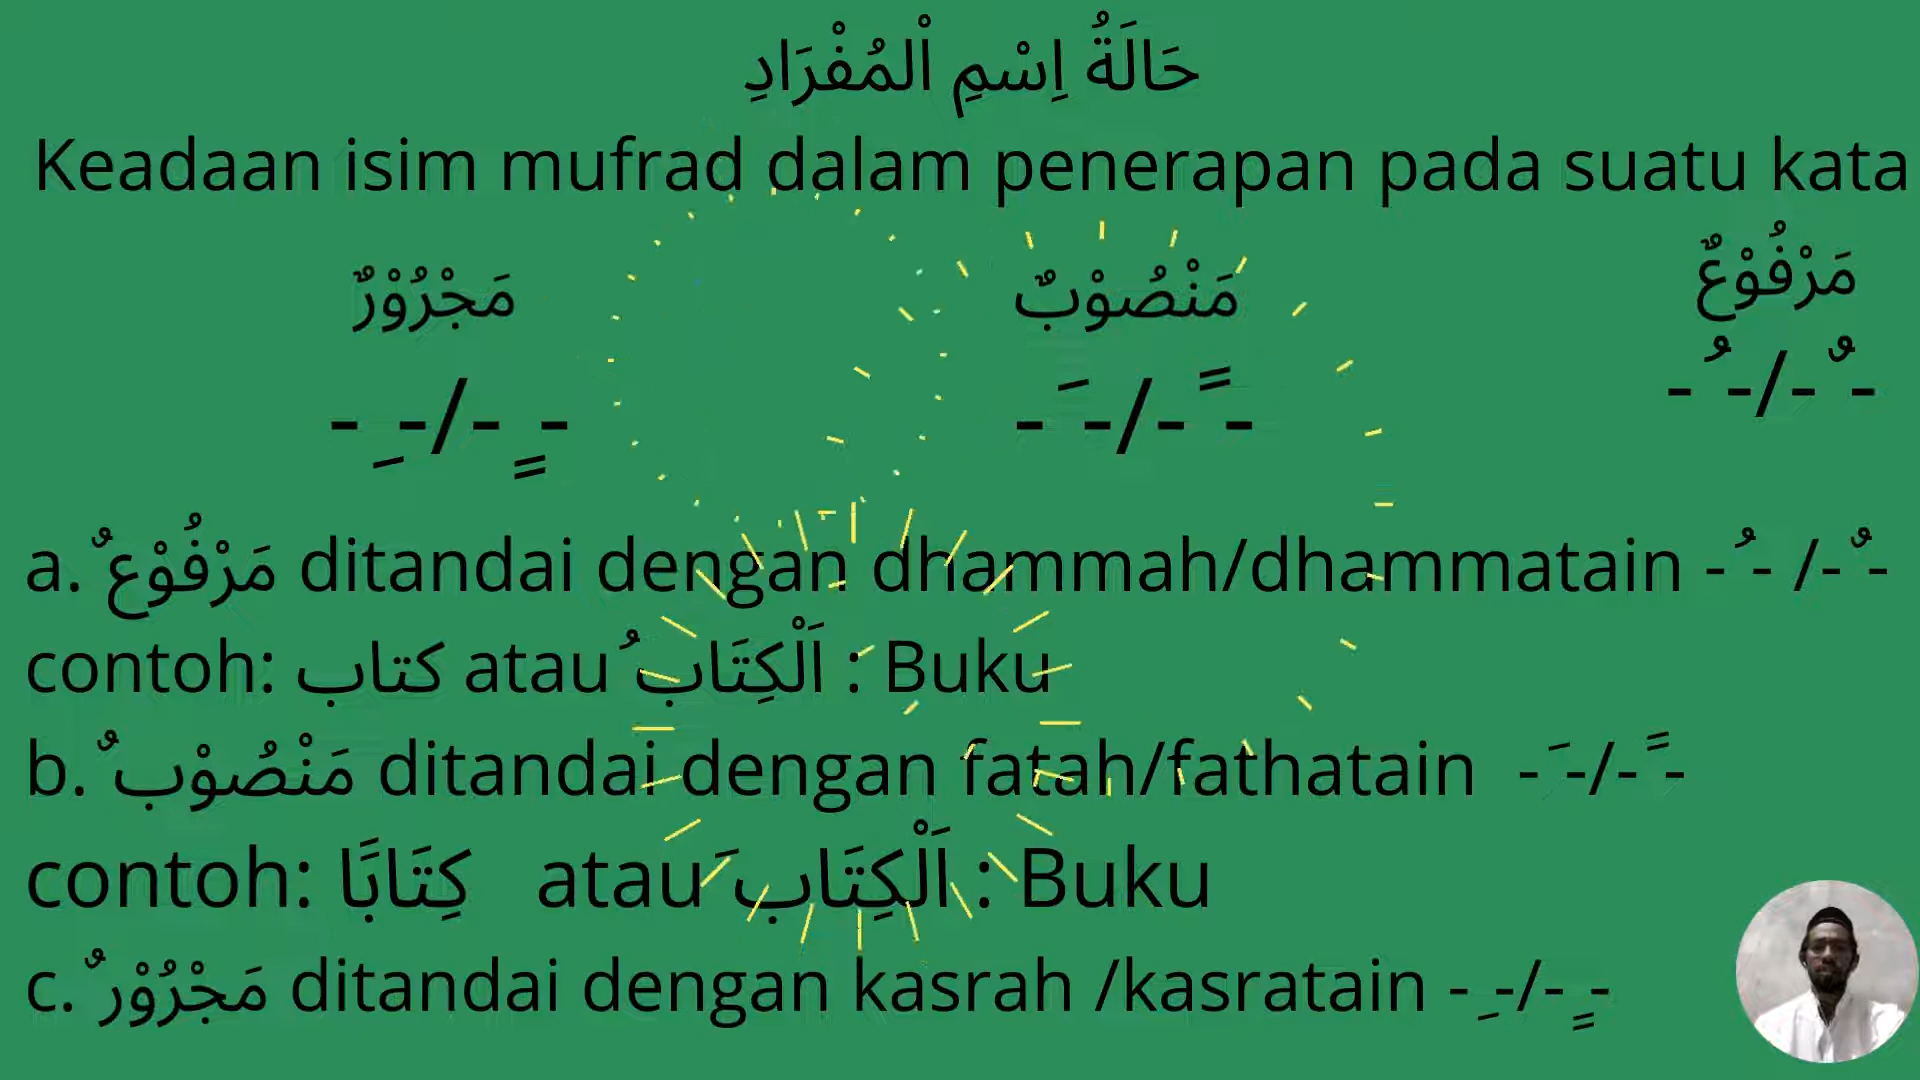 حَالَةُ اِسْمِ اْلمُفْرَادِ
Keadaan isim mufrad dalam penerapan pada suatu kata
مَرْفُوْعٌ مَنْصُوْبٌ مَجْرُوْرٌ
- ُ -/- ٌ - - َ -/- ً - - ِ -/- ٍ -
a. مَرْفُوْعٌ ditandai dengan dhammah/dhammatain - ُ - /- ٌ -
contoh: كتاب atau اَلْكِتَابُ : Buku
b. مَنْصُوْبٌ ditandai dengan fatah/fathatain - َ -/- ً -
contoh: كِتَابًا atau اَلْكِتَابَ : Buku
c. مَجْرُوْرٌ ditandai dengan kasrah /kasratain - ِ -/- ٍ -